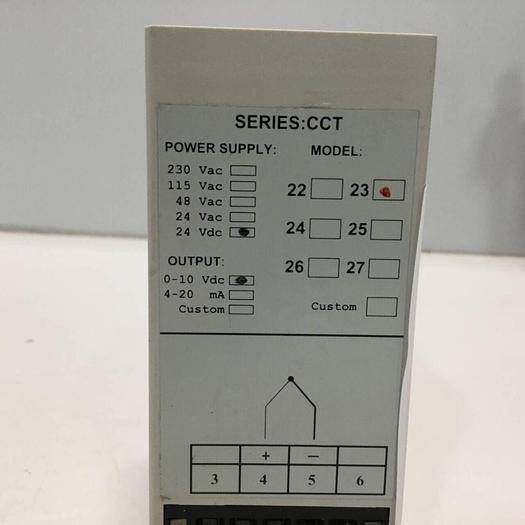 SERIES:CCT
POWER SUPPLY: MODEL:
230 Vac
115 Vac
48 Vac
24 Vac
24 Vdc
22 23
24 25
26 27
OUTPUT:
0-10 Vdc
4-20 mA
Custom
Custom
+ −
3 4 5 6